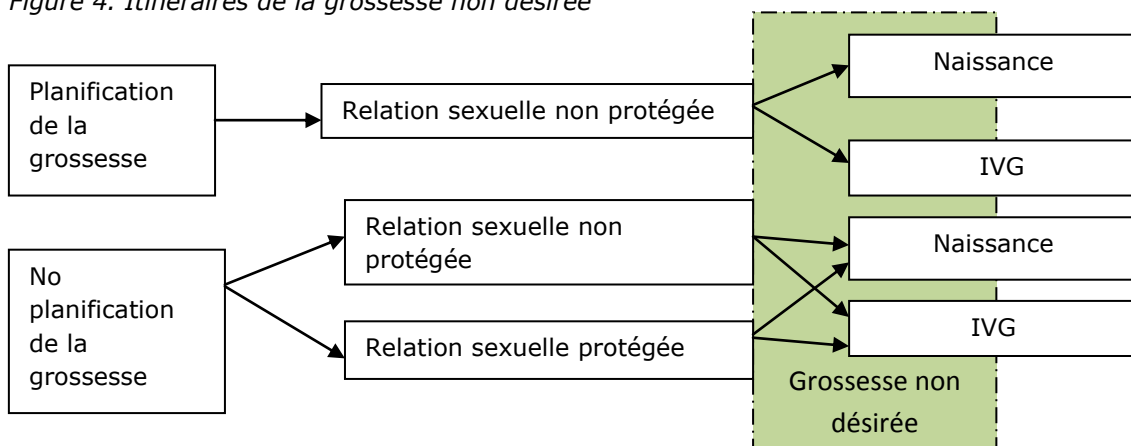 Figure 4. Itinéraires de la grossesse non désirée
Planification
de la
grossesse
Relation sexuelle non protégée
Naissance
IVG
No
planification
de la
grossesse
Relation sexuelle non
protégée
Relation sexuelle protégée
Naissance
IVG
Grossesse non
désirée